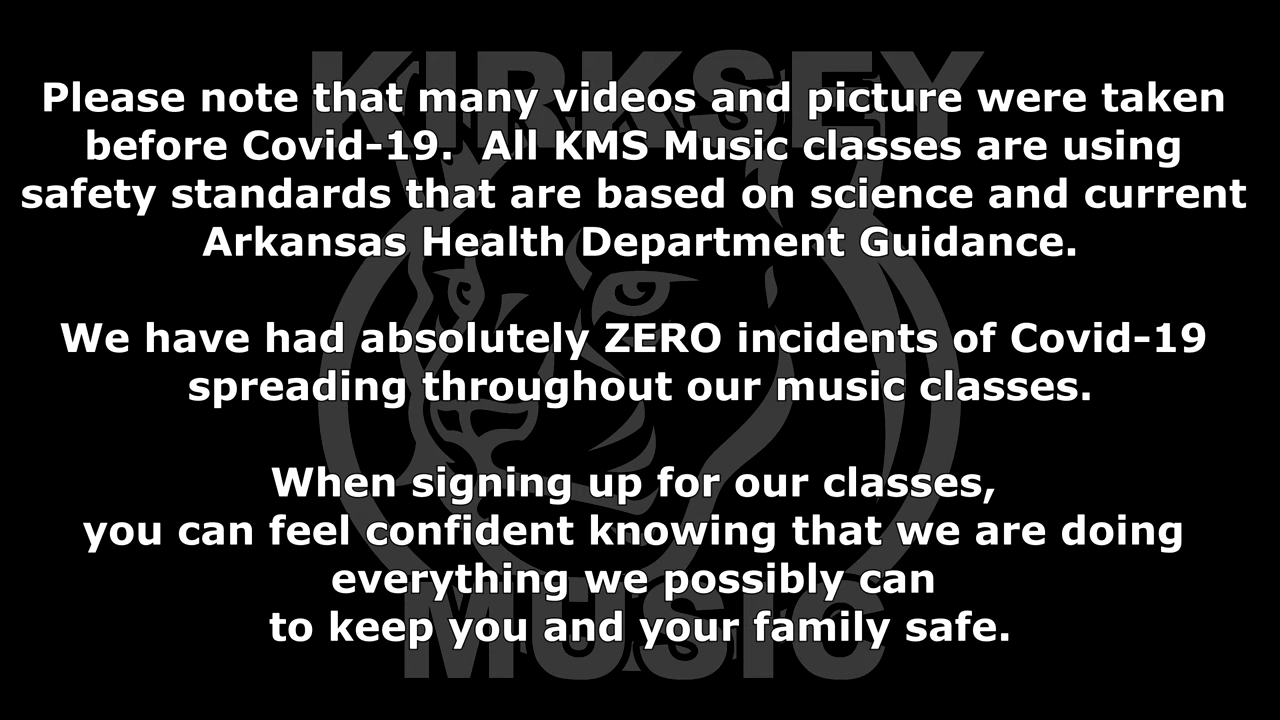 KIRKSEY
Please note that many videos and picture were taken
before Covid-19.  All KMS Music classes are using
safety standards that are based on science and current
Arkansas Health Department Guidance.
We have had absolutely ZERO incidents of Covid-19
spreading throughout our music classes.
When signing up for our classes,
you can feel confident knowing that we are doing
everything we possibly can
to keep you and your family safe.
MUSIC